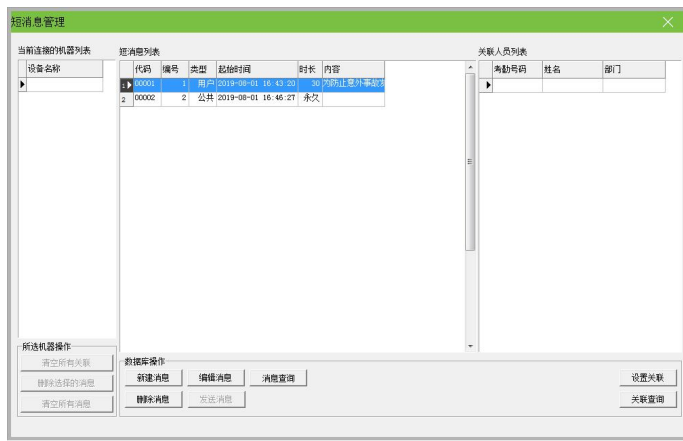 短消息管理
当前连接的机器列表
设备名称
短消息列表
代码 编号 类型 起始时间 时长 内容
1 00001 1 用户 2019-08-01 16:43:20 30 为防止意外事故发
2 00002 2 公共 2019-08-01 16:46:27 永久
关联人员列表
考勤号码 姓名 部门
所选机器操作
清空所有关联
删除选择的消息
清空所有消息
数据库操作
新建消息 编辑消息 消息查询
删除消息 发送消息
设置关联
关联查询